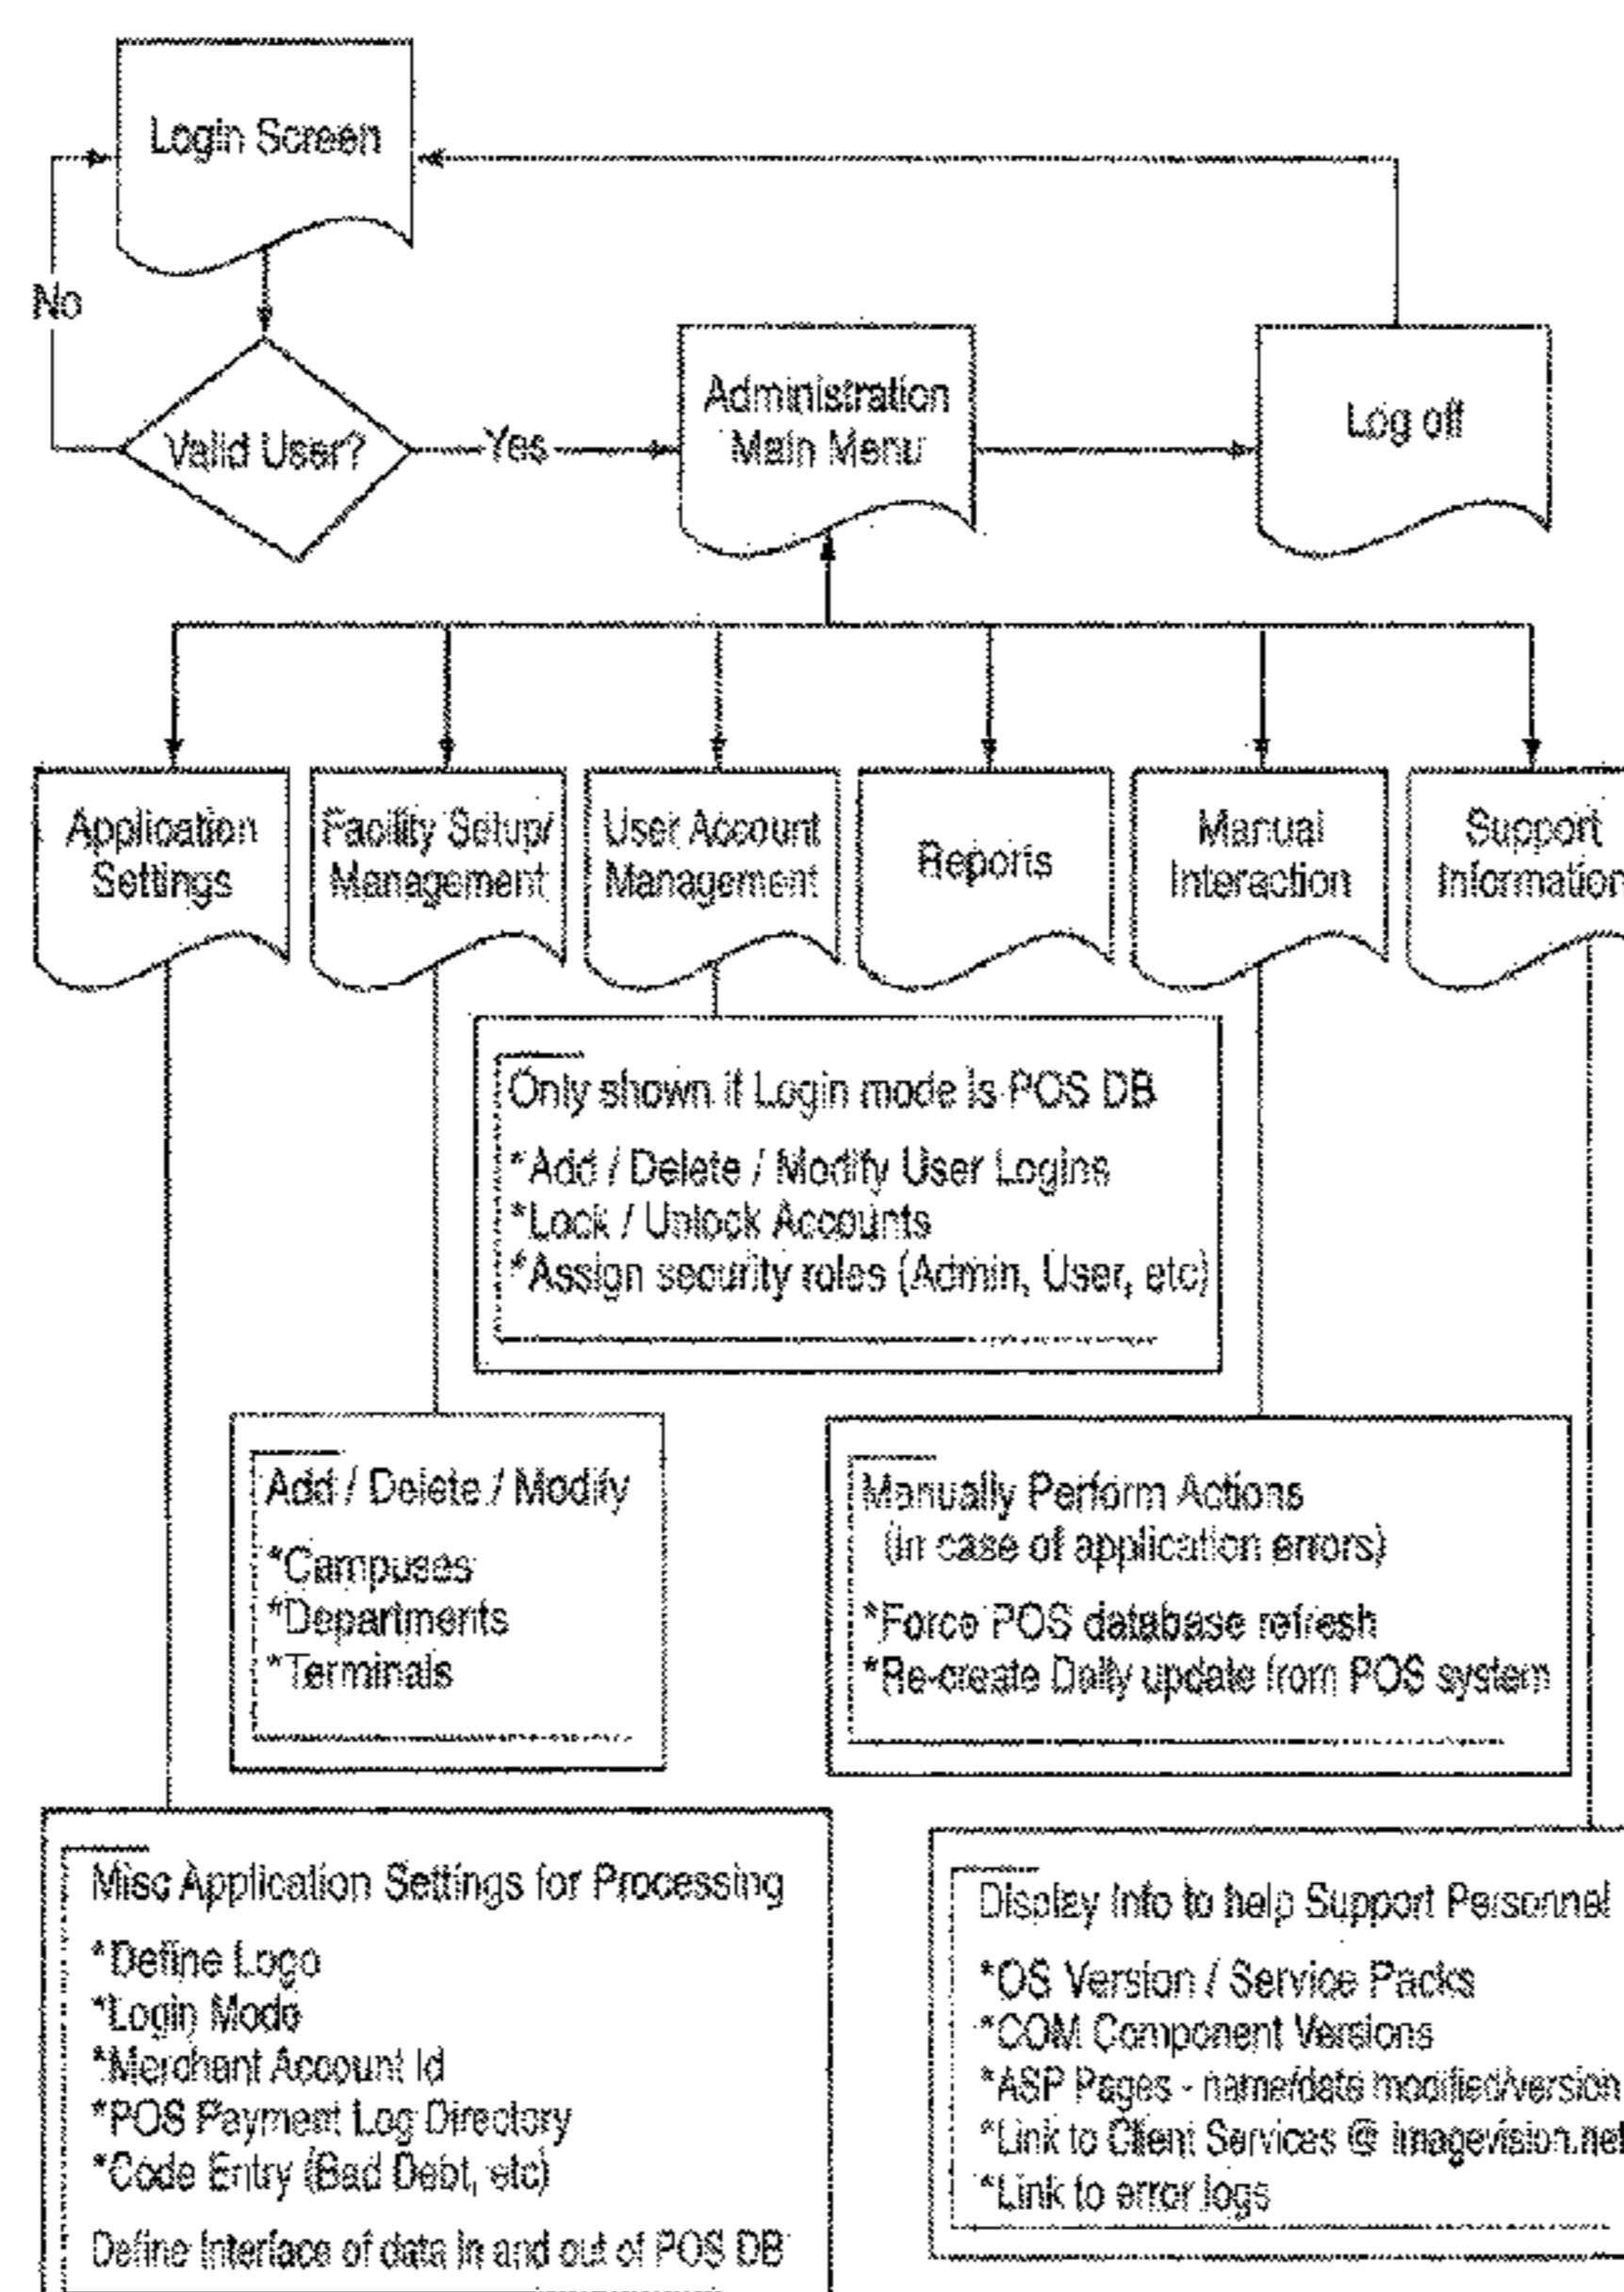 Login Screen
No
Valid User?
Yes
Administration
Main Menu
Log off
Application
Settings
Facility Setup/
Management
User Account
Management
Reports
Manual
Interaction
Support
Information
Only shown if Login mode is POS DB
*Add / Delete / Modify User Logins
*Lock / Unlock Accounts
*Assign security roles (Admin, User, etc)
Add / Delete / Modify
*Campuses
*Departments
*Terminals
Manually Perform Actions
(in case of application errors)
*Force POS database refresh
*Re-create Daily update from POS system
Misc Application Settings for Processing
*Define Logo
*Login Mode
*Merchant Account Id
*POS Payment Log Directory
*Code Entry (Bad Debt, etc)
Define Interface of data in and out of POS DB
Display Info to help Support Personnel
*OS Version / Service Packs
*COM Component Versions
*ASP Pages - name/date modified/version
*Link to Client Services @ imagevision.net
*Link to error logs